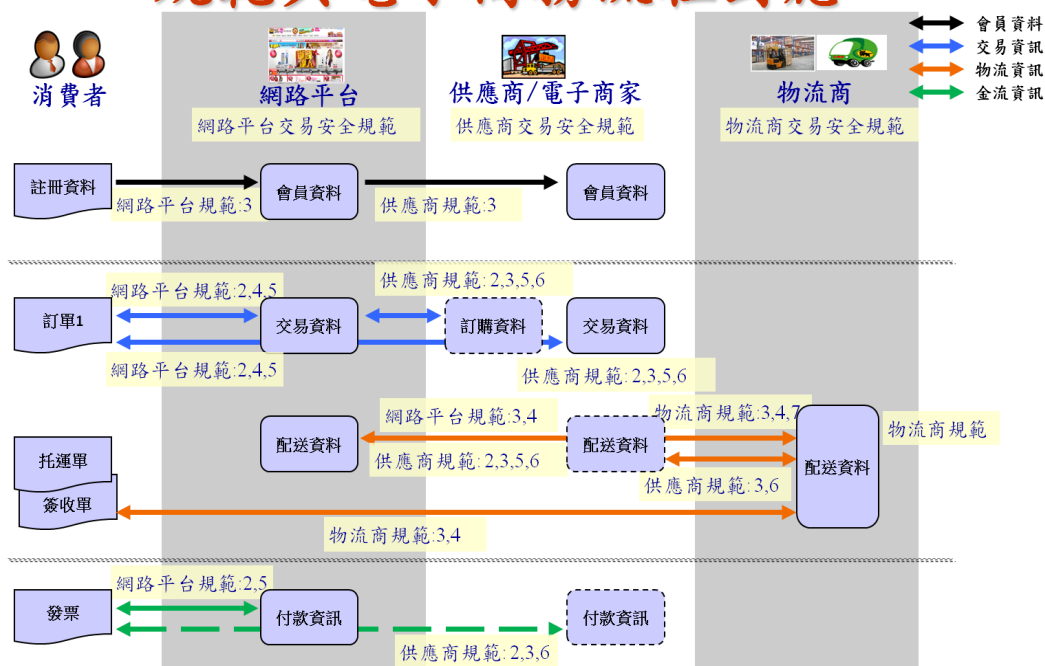 規範與電子商務流程對應
會員資料
交易資訊
物流資訊
金流資訊
消費者
網路平台
供應商/電子商家
物流商
網路平台交易安全規範
供應商交易安全規範
物流商交易安全規範
註冊資料
會員資料
會員資料
網路平台規範:3
供應商規範:3
供應商規範:2,3,5,6
網路平台規範:2,4,5
訂單1
交易資料
訂購資料
交易資料
網路平台規範:2,4,5
供應商規範:2,3,5,6
網路平台規範:3,4
物流商規範:3,4,7
物流商規範
配送資料
配送資料
配送資料
托運單
供應商規範:2,3,5,6
供應商規範:3,6
簽收單
物流商規範:3,4
網路平台規範:2,5
發票
付款資訊
付款資訊
供應商規範:2,3,6